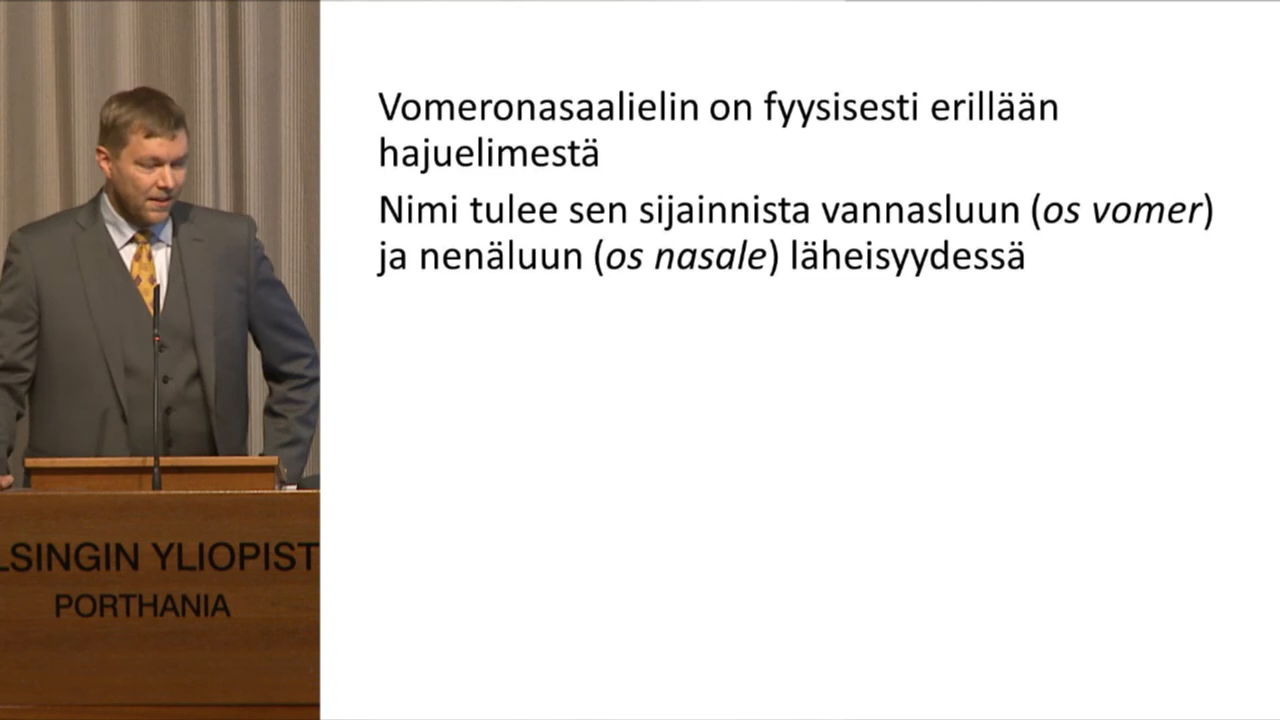 Vomeronasaalielin on fyysisesti erillään
hajuelimestä
Nimi tulee sen sijainnista vannasluun (os vomer)
ja nenäluun (os nasale) läheisyydessä
LSINGIN YLIOPIST
PORTHANIA